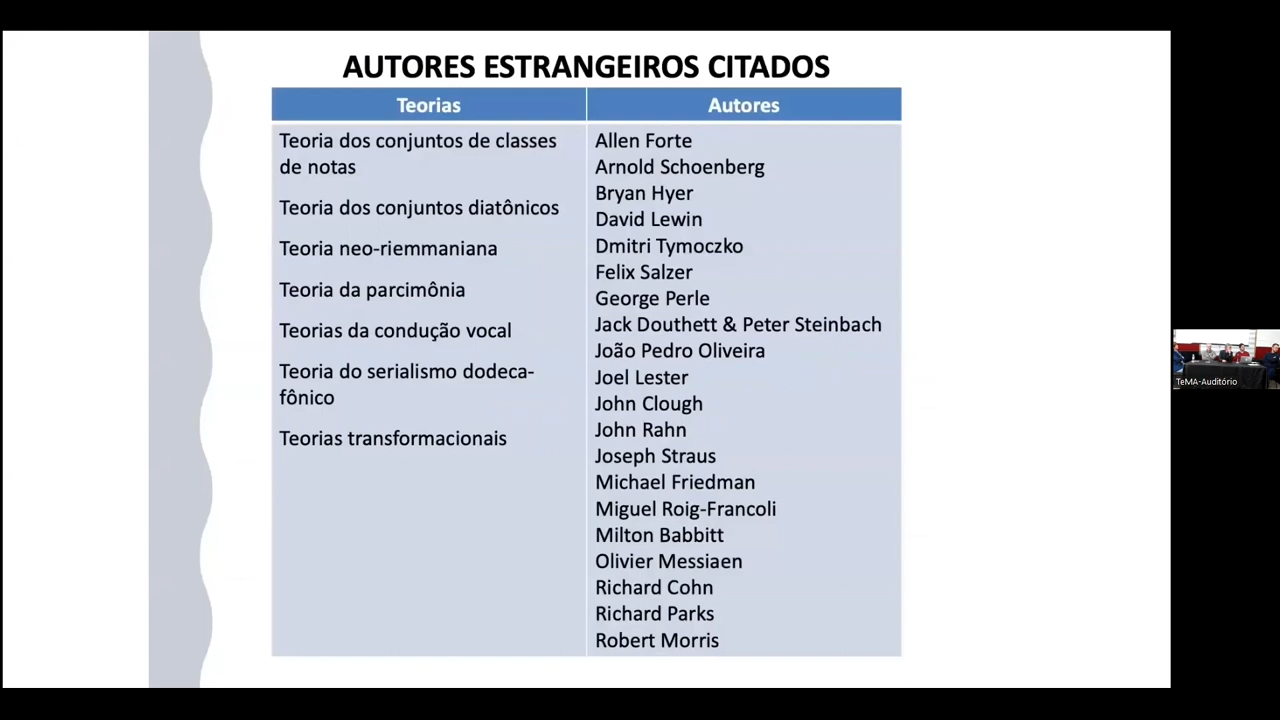 AUTORES ESTRANGEIROS CITADOS
Teorias
Autores
Teoria dos conjuntos de classes
de notas
Teoria dos conjuntos diatônicos
Teoria neo-riemmaniana
Teoria da parcimônia
Teorias da condução vocal
Teoria do serialismo dodeca-
fônico
Teorias transformacionais
Allen Forte
Arnold Schoenberg
Bryan Hyer
David Lewin
Dmitri Tymoczko
Felix Salzer
George Perle
Jack Douthett & Peter Steinbach
João Pedro Oliveira
Joel Lester
John Clough
John Rahn
Joseph Straus
Michael Friedman
Miguel Roig-Francoli
Milton Babbitt
Olivier Messiaen
Richard Cohn
Richard Parks
Robert Morris
TeMA-Auditório